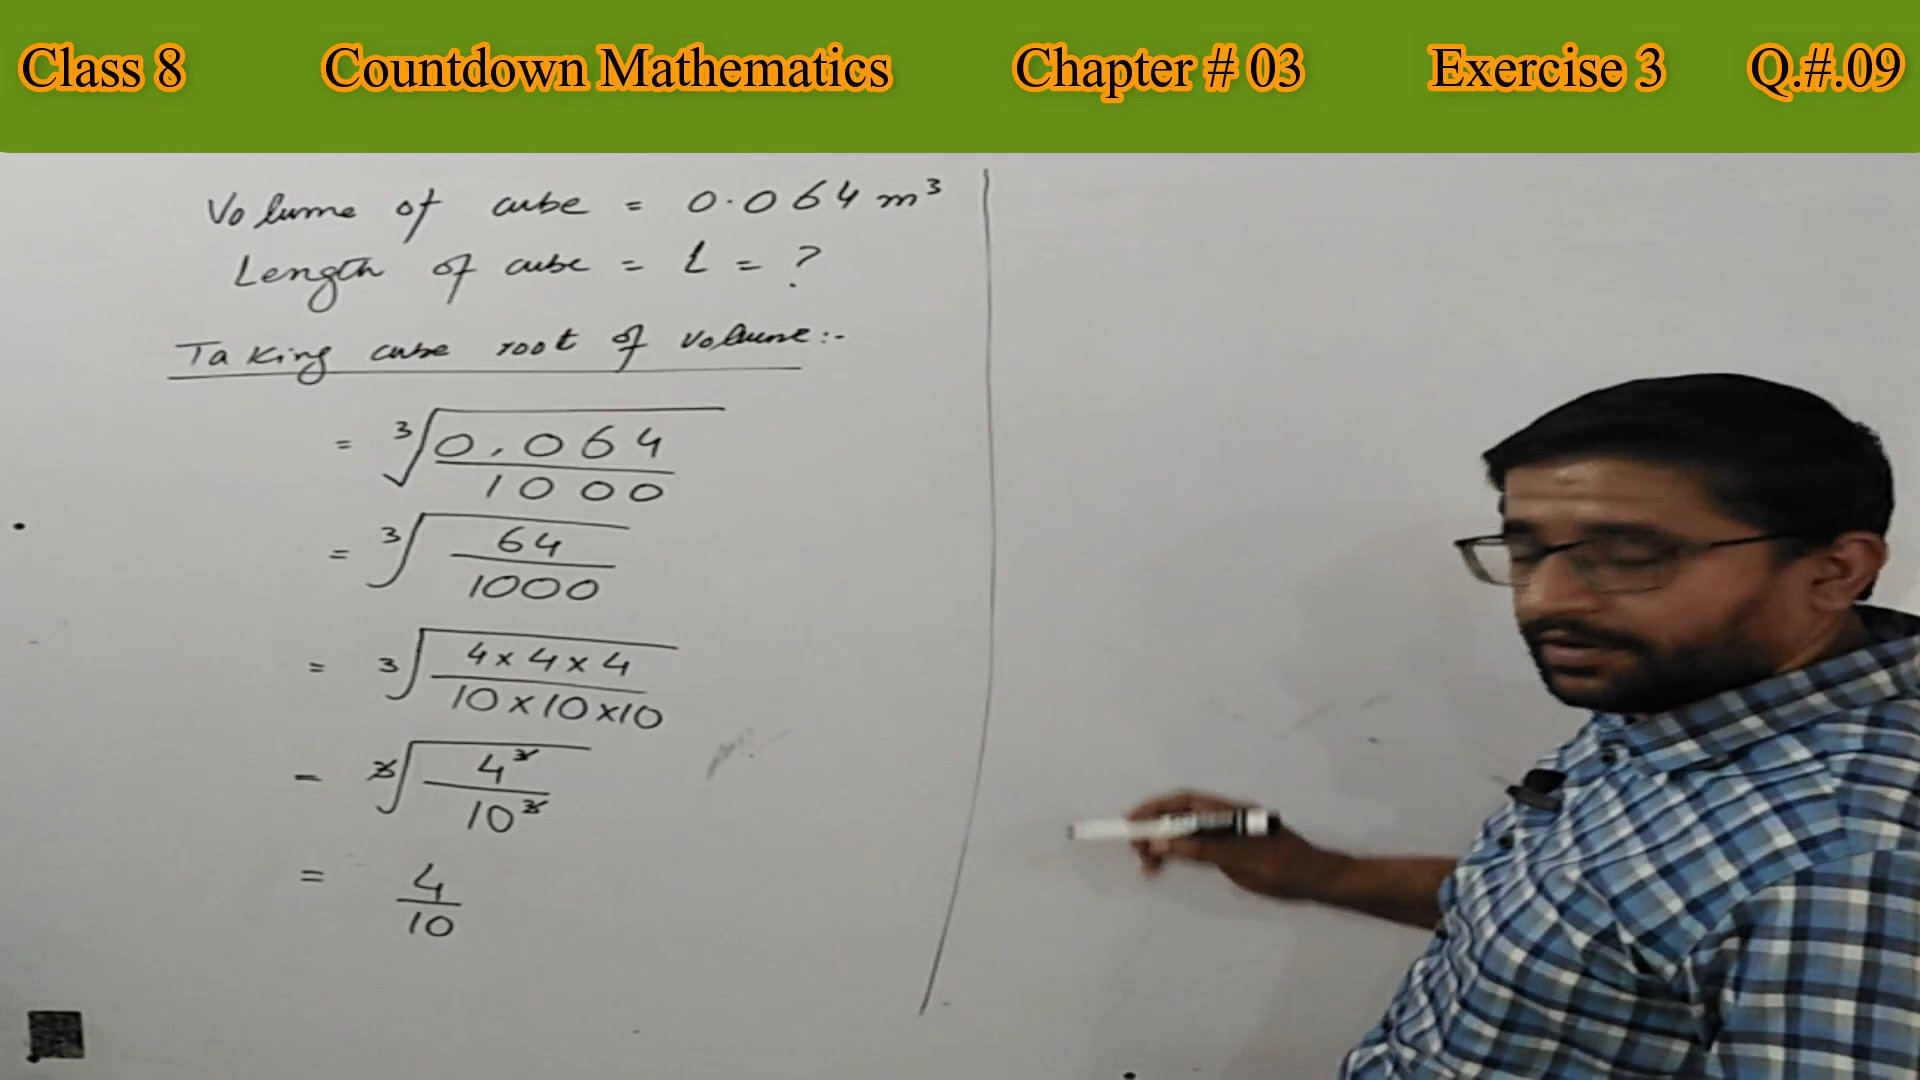 Class 8 Countdown Mathematics Chapter # 03 Exercise 3 Q.#.09
Volume of cube = 0.064 m³
Length of cube = L = ?
Taking cube root of volume:-
= ³√0.064/1000
= ³√64/1000
= ³√4×4×4/10×10×10
= ³√4³/10³
= 4/10